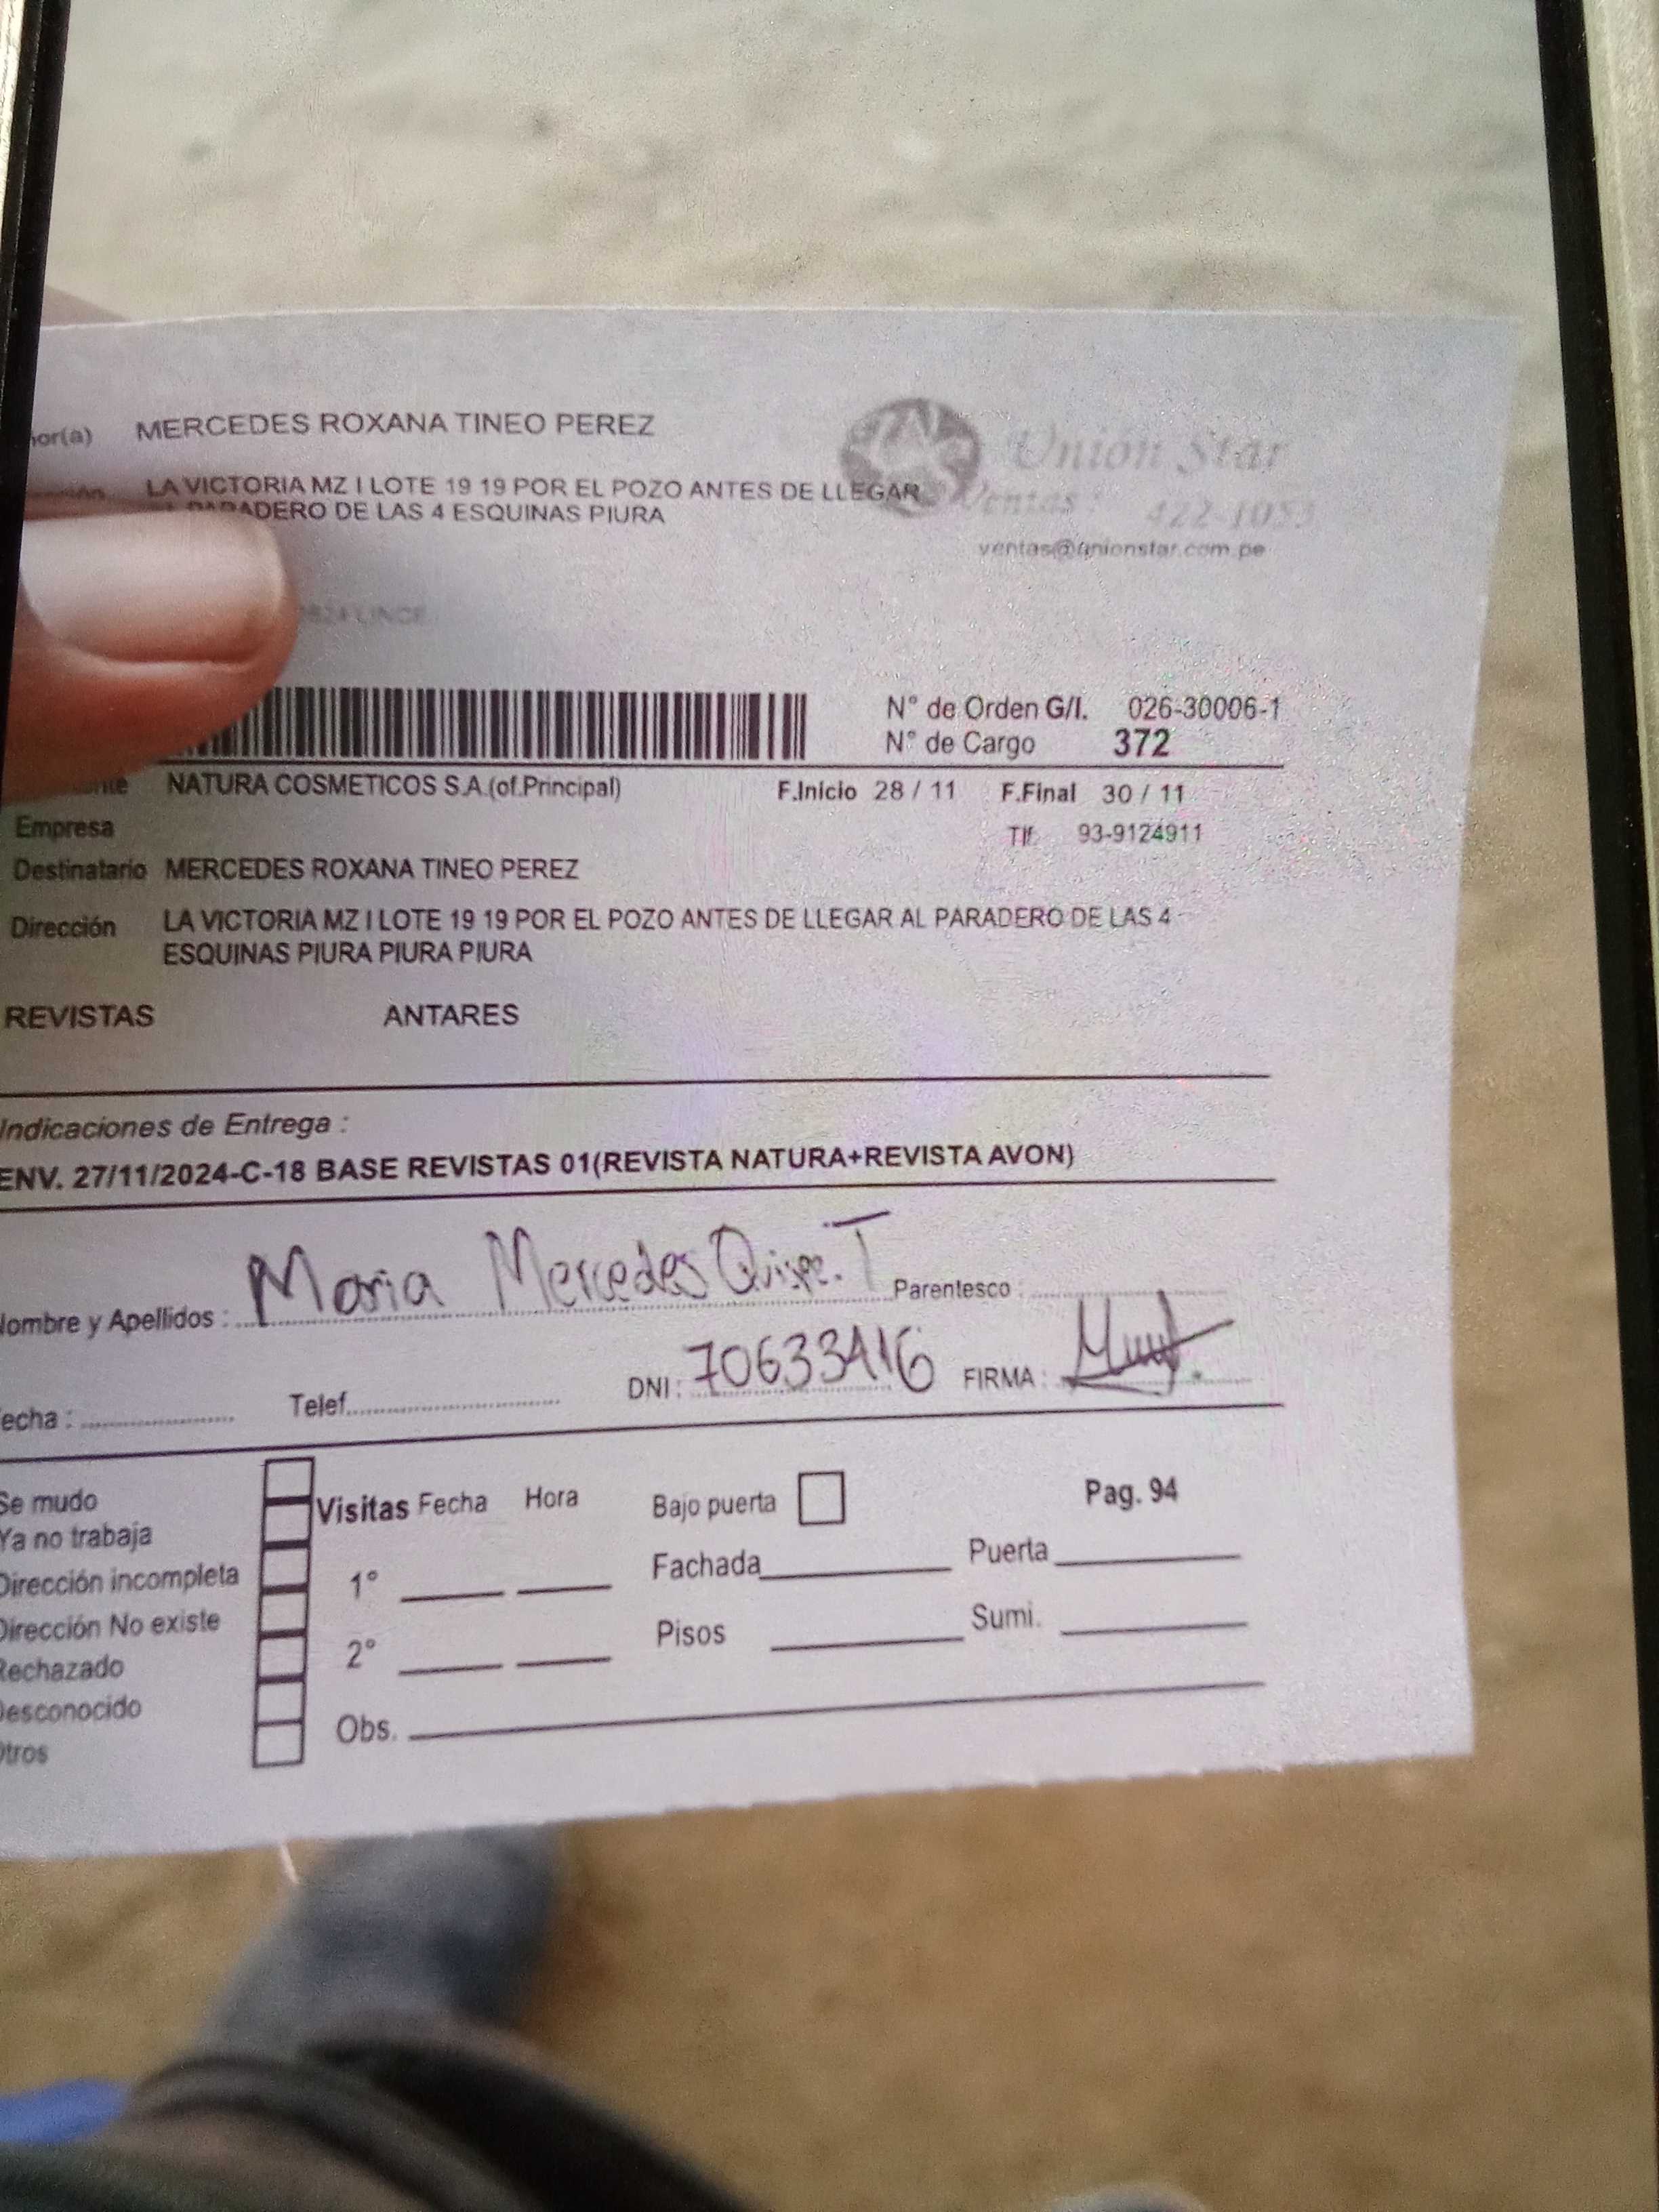 MERCEDES ROXANA TINEO PEREZ
Union Star
LA VICTORIA MZ I LOTE 19 19 POR EL POZO ANTES DE LLEGAR
PARADERO DE LAS 4 ESQUINAS PIURA
Ventas : 422-1053
ventas@unionstar.com.pe
LINCE
N° de Orden G/I. 026-30006-1
N° de Cargo 372
NATURA COSMETICOS S.A.(of.Principal) F.Inicio 28 / 11 F.Final 30 / 11
Empresa Tlf. 93-9124911
Destinatario MERCEDES ROXANA TINEO PEREZ
Dirección LA VICTORIA MZ I LOTE 19 19 POR EL POZO ANTES DE LLEGAR AL PARADERO DE LAS 4
ESQUINAS PIURA PIURA PIURA
REVISTAS ANTARES
Indicaciones de Entrega :
ENV. 27/11/2024-C-18 BASE REVISTAS 01(REVISTA NATURA+REVISTA AVON)
Nombre y Apellidos : Maria Mercedes Quispe. T Parentesco :
Fecha : Telef. DNI : 70633416 FIRMA :
Se mudo
Ya no trabaja
Dirección incompleta
Dirección No existe
Rechazado
Desconocido
Otros
Visitas Fecha Hora Bajo puerta Pag. 94
1° Fachada Puerta
2° Pisos Sumi.
Obs.